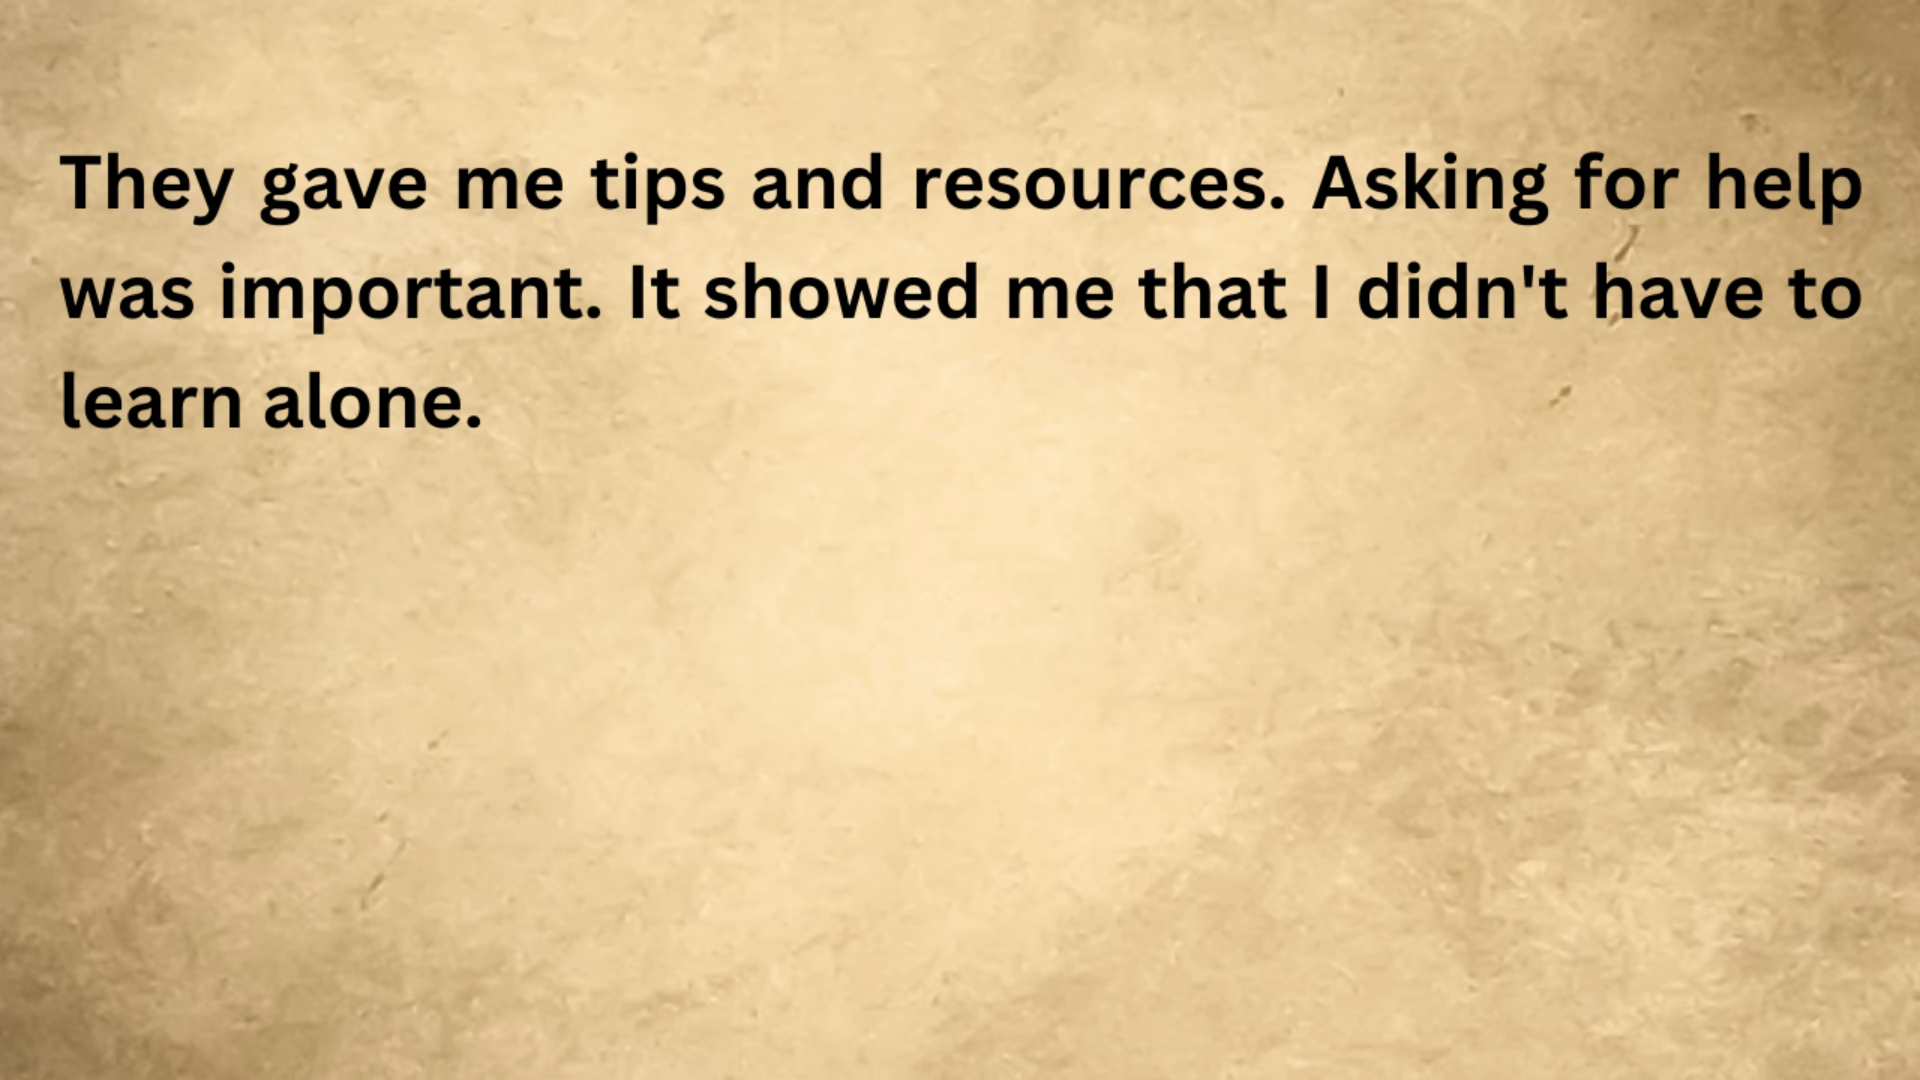 They gave me tips and resources. Asking for help
was important. It showed me that I didn't have to
learn alone.